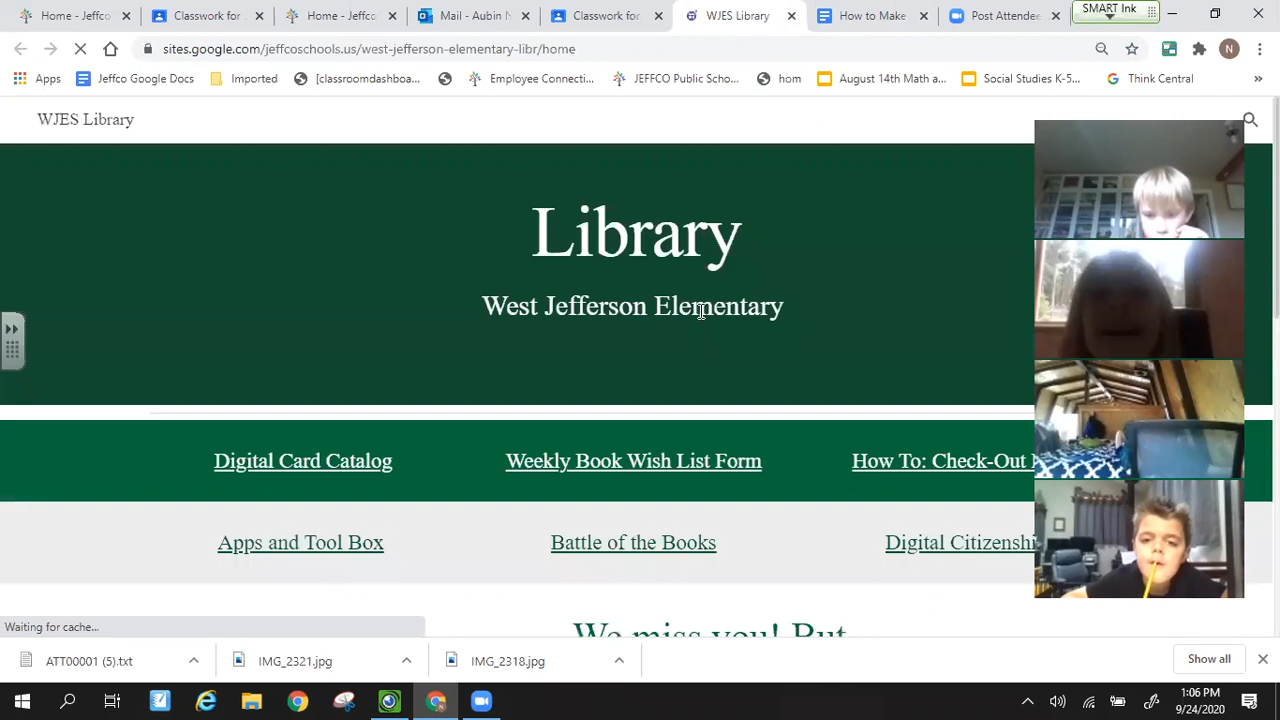 Home - Jeffco
Classwork for
Home - Jeffco
Mail - Aubin N
Classwork for
WJES Library
How to Make
Post Attendee
SMART Ink
sites.google.com/jeffcoschools.us/west-jefferson-elementary-libr/home
N
Apps
Jeffco Google Docs
Imported
[classroomdashboa...
Employee Connecti...
JEFFCO Public Scho...
hom
August 14th Math a...
Social Studies K-5...
Think Central
»
WJES Library
Library
West Jefferson Elementary
Digital Card Catalog
Weekly Book Wish List Form
How To: Check-Out
Apps and Tool Box
Battle of the Books
Digital Citizenshi
We miss you! But
Waiting for cache...
ATT00001 (5).txt
IMG_2321.jpg
IMG_2318.jpg
Show all
1:06 PM
9/24/2020